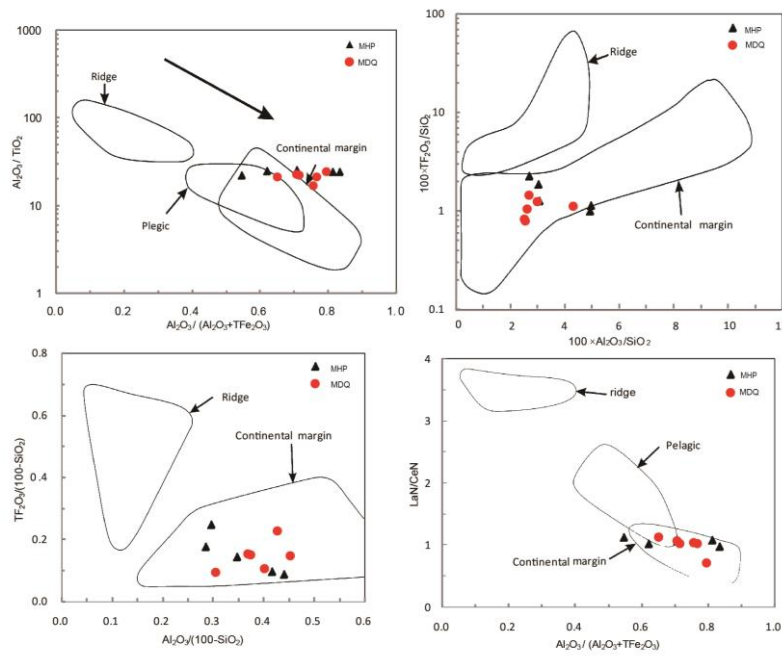 1000
100
10
1
Al₂O₃/ TiO₂
Ridge
Continental margin
Plegic
MHP
MDQ
0.0 0.2 0.4 0.6 0.8 1.0
Al₂O₃/ (Al₂O₃+TFe₂O₃)
100
10
1
0.1
100×TF₂O₃/SiO₂
Ridge
Continental margin
MHP
MDQ
0 2 4 6 8 10
100 ×Al₂O₃/SiO₂
0.8
0.6
0.4
0.2
0.0
TF₂O₃/(100-SiO₂)
Ridge
Continental margin
MHP
MDQ
0.0 0.1 0.2 0.3 0.4 0.5 0.6
Al₂O₃/(100-SiO₂)
4
3
2
1
0
LaN/CeN
ridge
Pelagic
Continental margin
MHP
MDQ
0.0 0.2 0.4 0.6 0.8 1.0
Al₂O₃ / (Al₂O₃+TFe₂O₃)